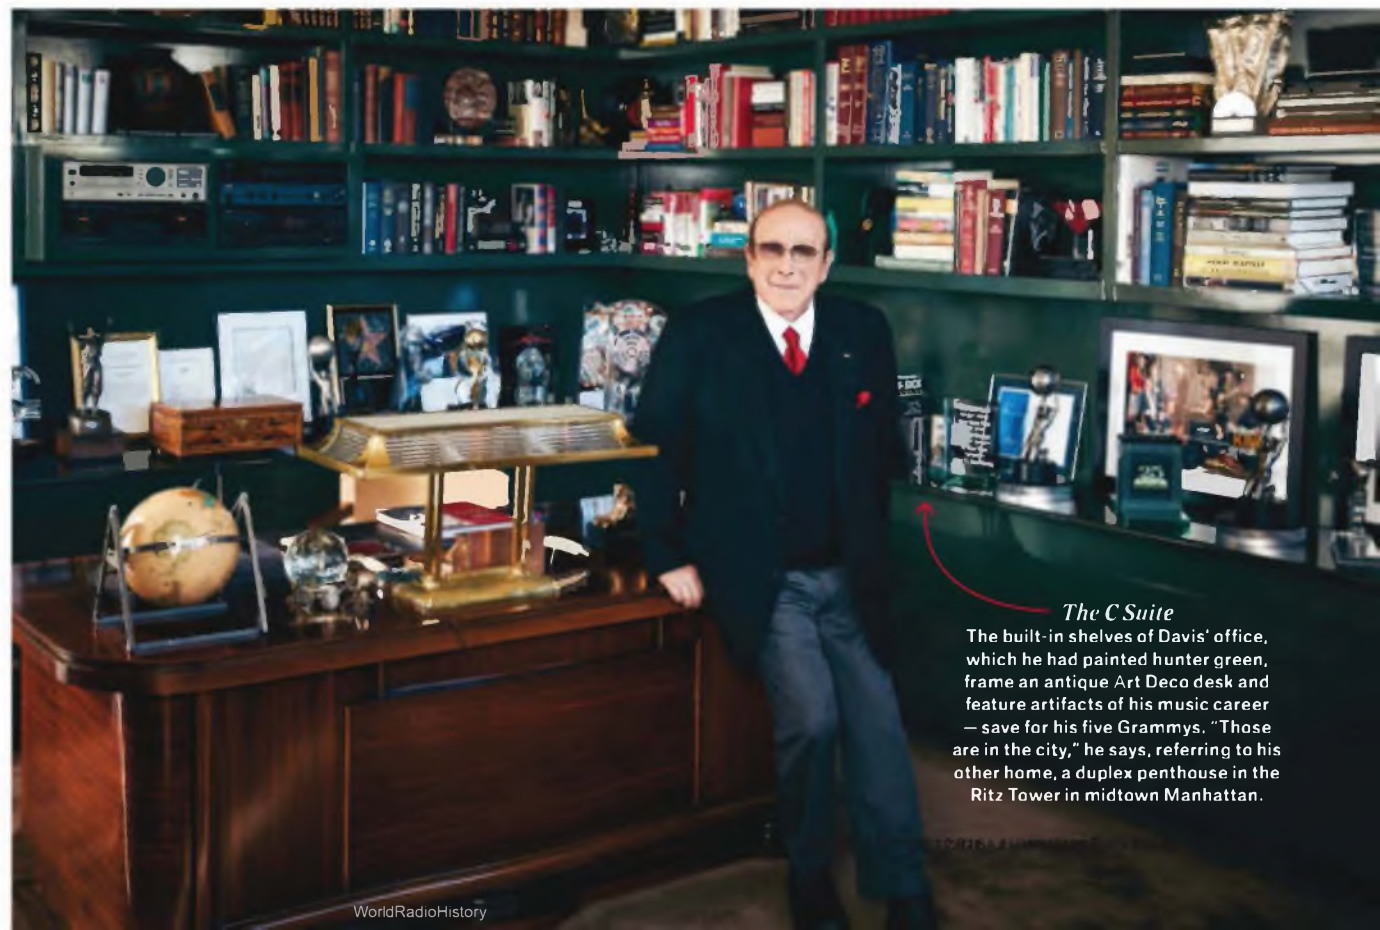 The C Suite
The built-in shelves of Davis' office,
which he had painted hunter green,
frame an antique Art Deco desk and
feature artifacts of his music career
— save for his five Grammys. "Those
are in the city," he says, referring to his
other home, a duplex penthouse in the
Ritz Tower in midtown Manhattan.
WorldRadioHistory